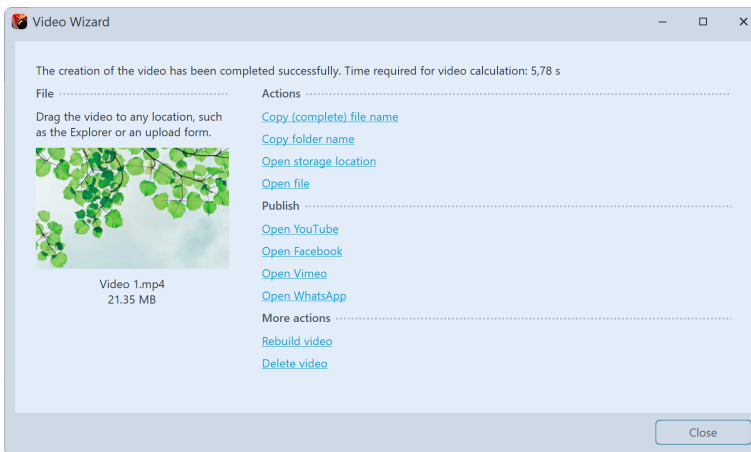 Video Wizard
The creation of the video has been completed successfully. Time required for video calculation: 5,78 s
File
Drag the video to any location, such
as the Explorer or an upload form.
Video 1.mp4
21.35 MB
Actions
Copy (complete) file name
Copy folder name
Open storage location
Open file
Publish
Open YouTube
Open Facebook
Open Vimeo
Open WhatsApp
More actions
Rebuild video
Delete video
Close